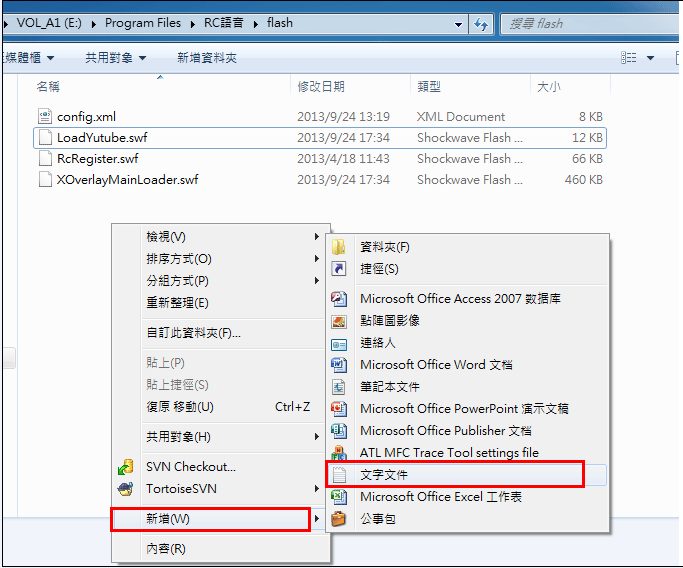 VOL_A1 (E:) Program Files RC語音 flash 搜尋 flash
媒體櫃 共用對象 新增資料夾
名稱 修改日期 類型 大小
config.xml 2013/9/24 13:19 XML Document 8 KB
LoadYutube.swf 2013/9/24 17:34 Shockwave Flash ... 12 KB
RcRegister.swf 2013/4/18 11:43 Shockwave Flash ... 66 KB
XOverlayMainLoader.swf 2013/9/24 17:34 Shockwave Flash ... 460 KB
檢視(V)
排序方式(O)
分組方式(P)
重新整理(E)
自訂此資料夾(F)...
貼上(P)
貼上捷徑(S)
復原 移動(U) Ctrl+Z
共用對象(H)
SVN Checkout...
TortoiseSVN
新增(W)
內容(R)
資料夾(F)
捷徑(S)
Microsoft Office Access 2007 数据库
點陣圖影像
連絡人
Microsoft Office Word 文档
筆記本文件
Microsoft Office PowerPoint 演示文稿
Microsoft Office Publisher 文档
ATL MFC Trace Tool settings file
文字文件
Microsoft Office Excel 工作表
公事包